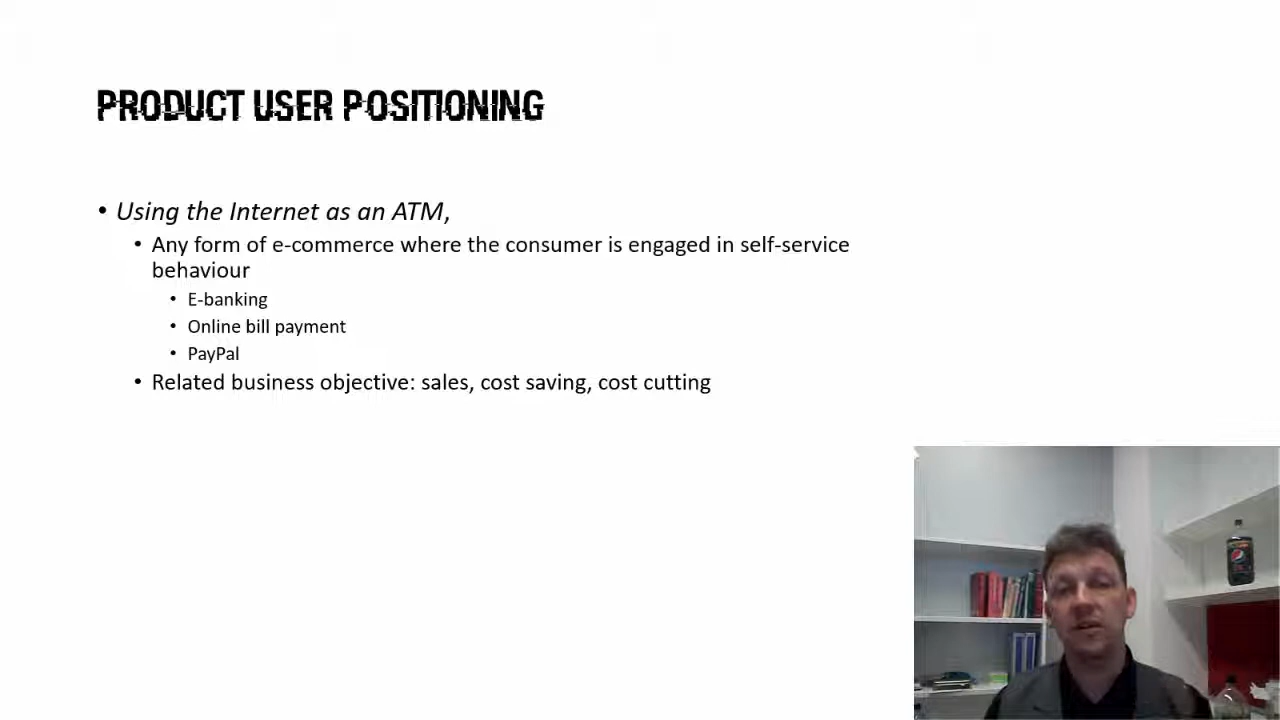 PRODUCT USER POSITIONING
• Using the Internet as an ATM,
• Any form of e-commerce where the consumer is engaged in self-service
behaviour
• E-banking
• Online bill payment
• PayPal
• Related business objective: sales, cost saving, cost cutting